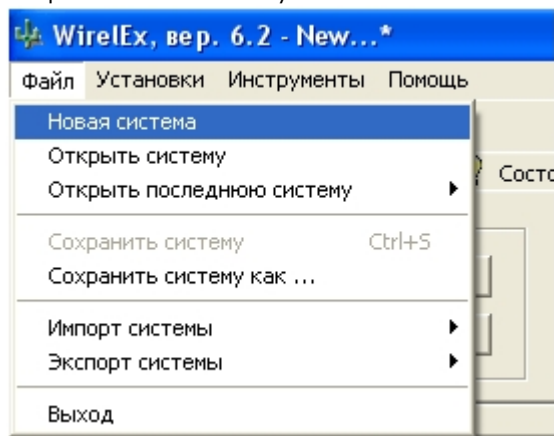 WirelEx, вер. 6.2 - New...*
Файл Установки Инструменты Помощь
Новая система
Открыть систему
Открыть последнюю систему
Сохранить систему Ctrl+S
Сохранить систему как ...
Импорт системы
Экспорт системы
Выход